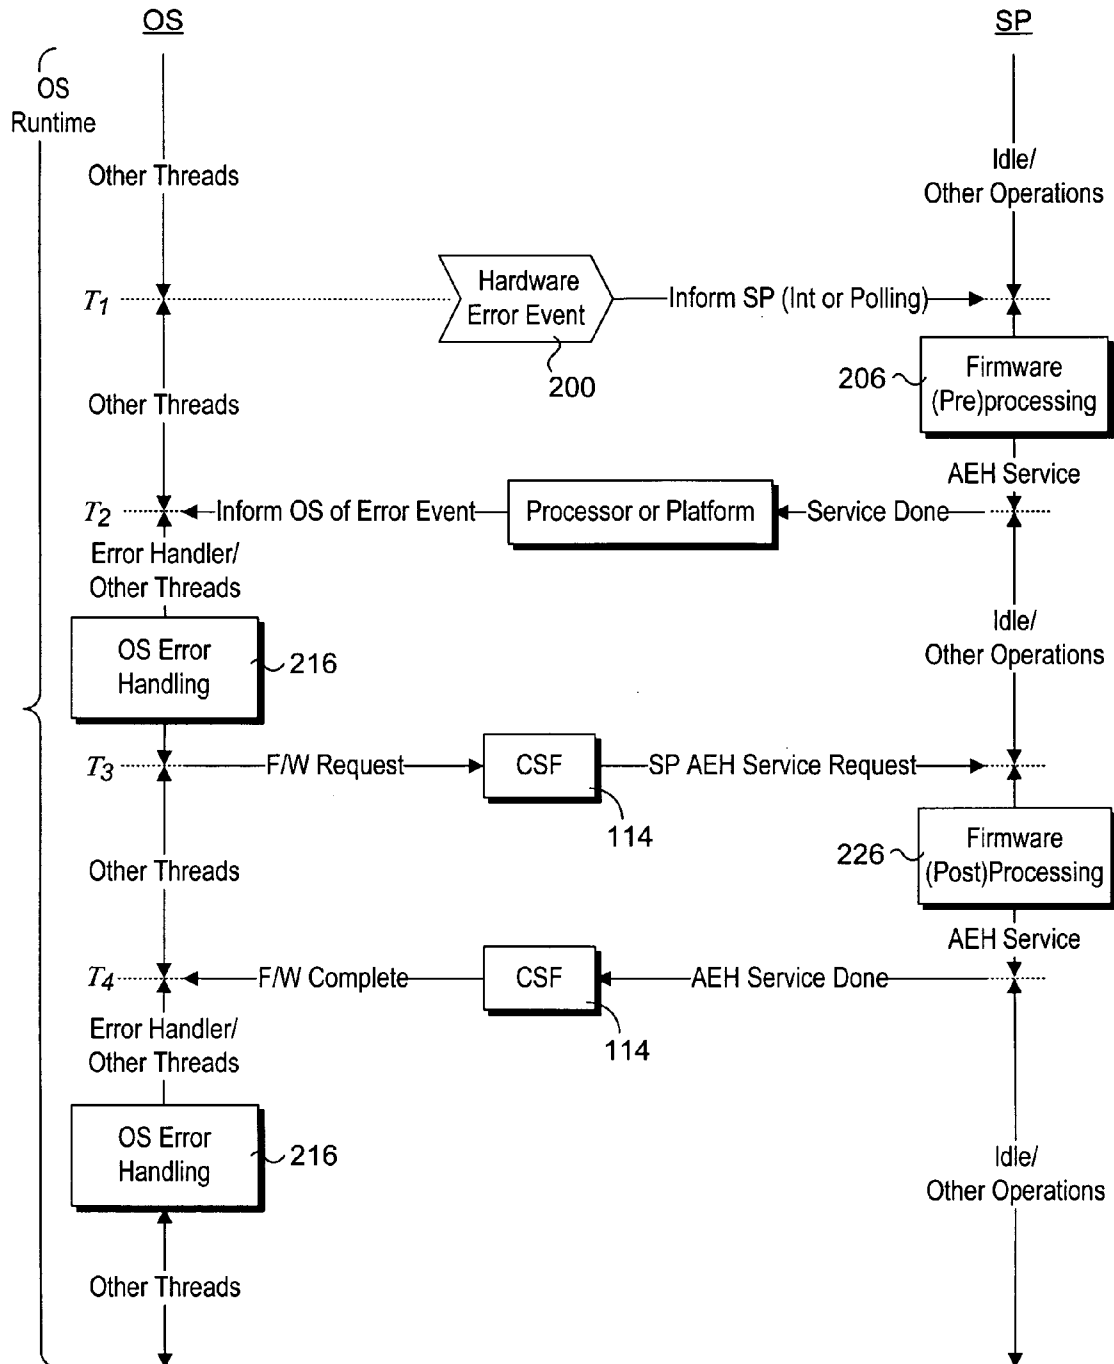 OS
SP
OS
Runtime
Other Threads
Idle/
Other Operations
T1
Hardware
Error Event
Inform SP (Int or Polling)
200
206
Firmware
(Pre)processing
Other Threads
AEH Service
T2
Inform OS of Error Event
Processor or Platform
Service Done
Error Handler/
Other Threads
OS Error
Handling
216
Idle/
Other Operations
T3
F/W Request
CSF
SP AEH Service Request
114
226
Firmware
(Post)Processing
Other Threads
AEH Service
T4
F/W Complete
CSF
AEH Service Done
114
Error Handler/
Other Threads
OS Error
Handling
216
Idle/
Other Operations
Other Threads